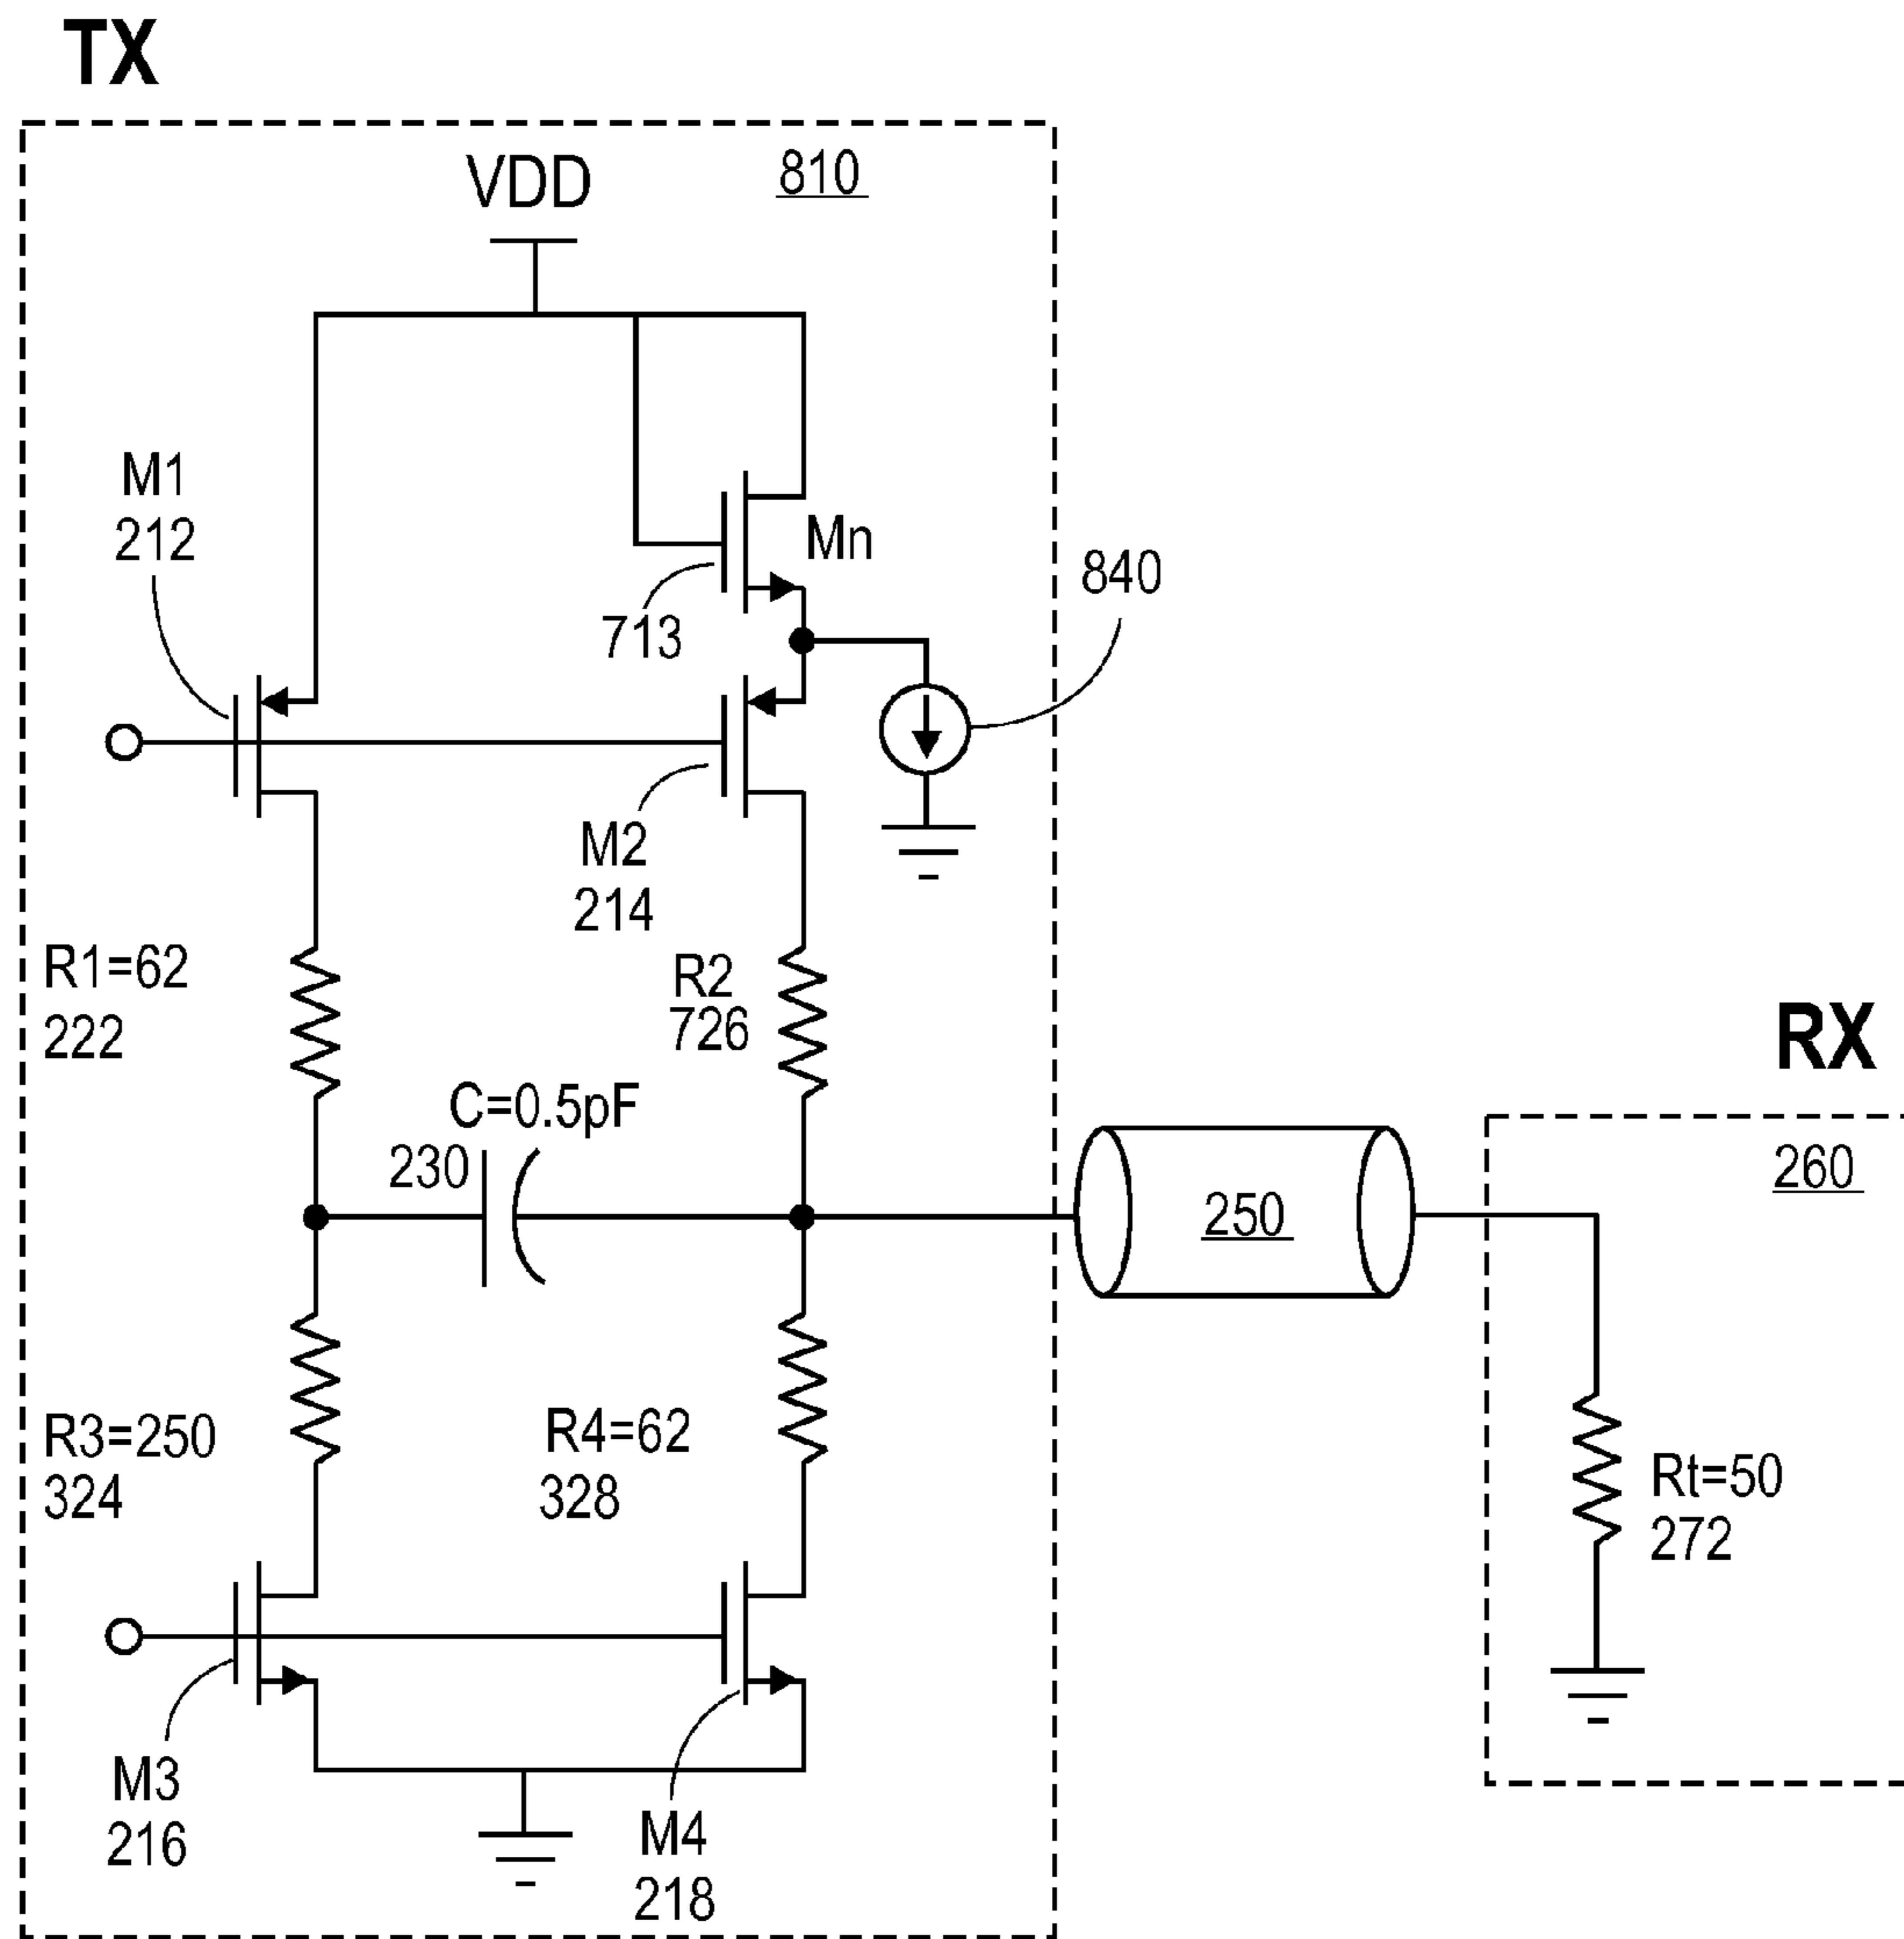 TX
810
VDD
M1
212
Mn
713
840
M2
214
R1=62
222
R2
726
C=0.5pF
230
250
RX
260
R3=250
324
R4=62
328
Rt=50
272
M3
216
M4
218